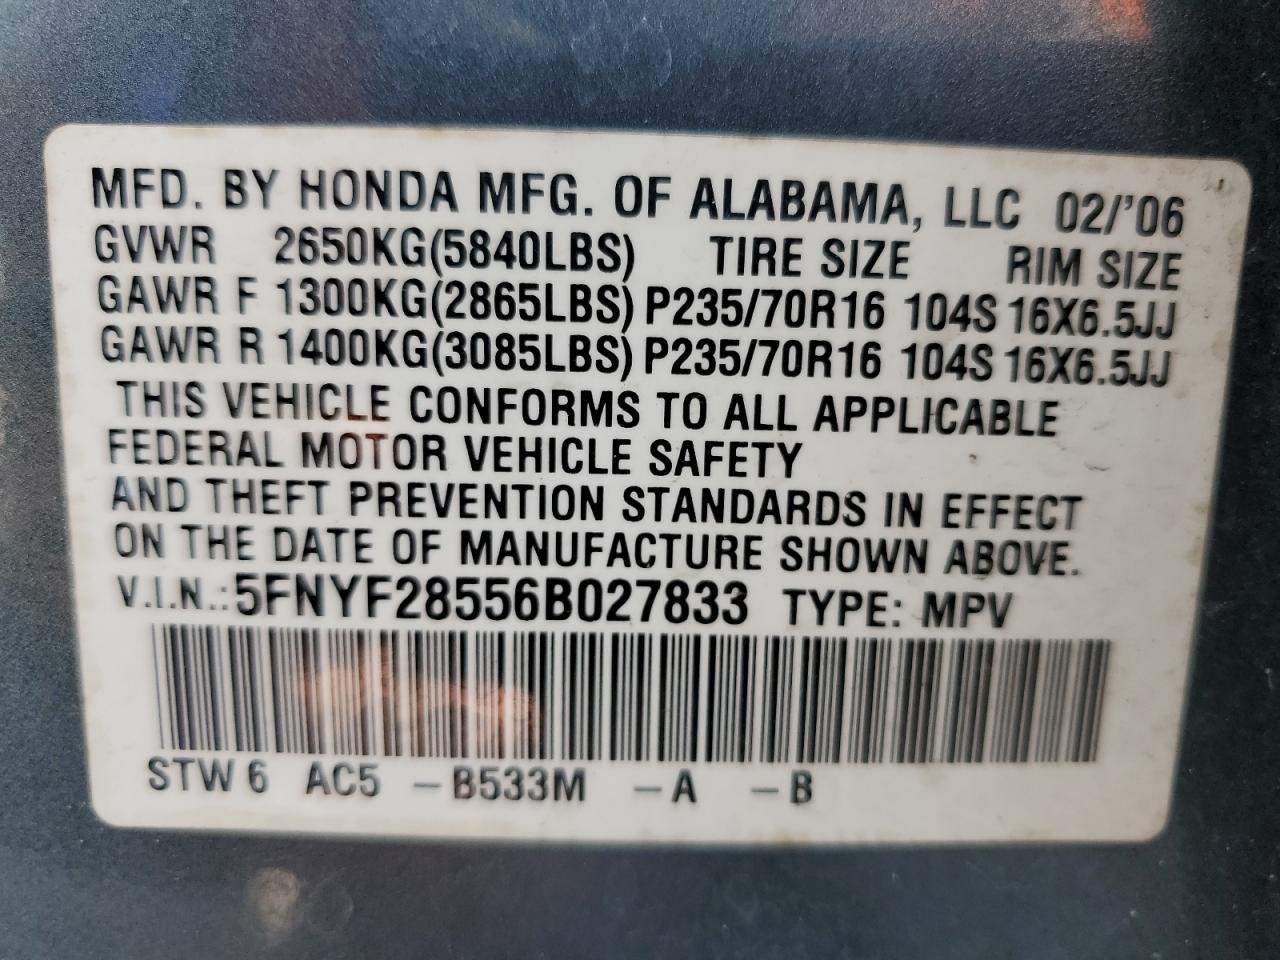 MFD. BY HONDA MFG. OF ALABAMA, LLC 02/'06
GVWR 2650KG(5840LBS) TIRE SIZE RIM SIZE
GAWR F 1300KG(2865LBS) P235/70R16 104S 16X6.5JJ
GAWR R 1400KG(3085LBS) P235/70R16 104S 16X6.5JJ
THIS VEHICLE CONFORMS TO ALL APPLICABLE
FEDERAL MOTOR VEHICLE SAFETY
AND THEFT PREVENTION STANDARDS IN EFFECT
ON THE DATE OF MANUFACTURE SHOWN ABOVE.
V.I.N.: 5FNYF28556B027833 TYPE: MPV
STW 6 AC5 -B533M -A -B